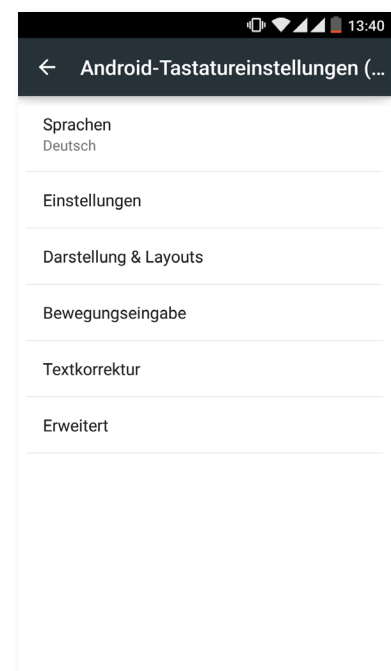 13:40
Android-Tastatureinstellungen (...
Sprachen
Deutsch
Einstellungen
Darstellung & Layouts
Bewegungseingabe
Textkorrektur
Erweitert